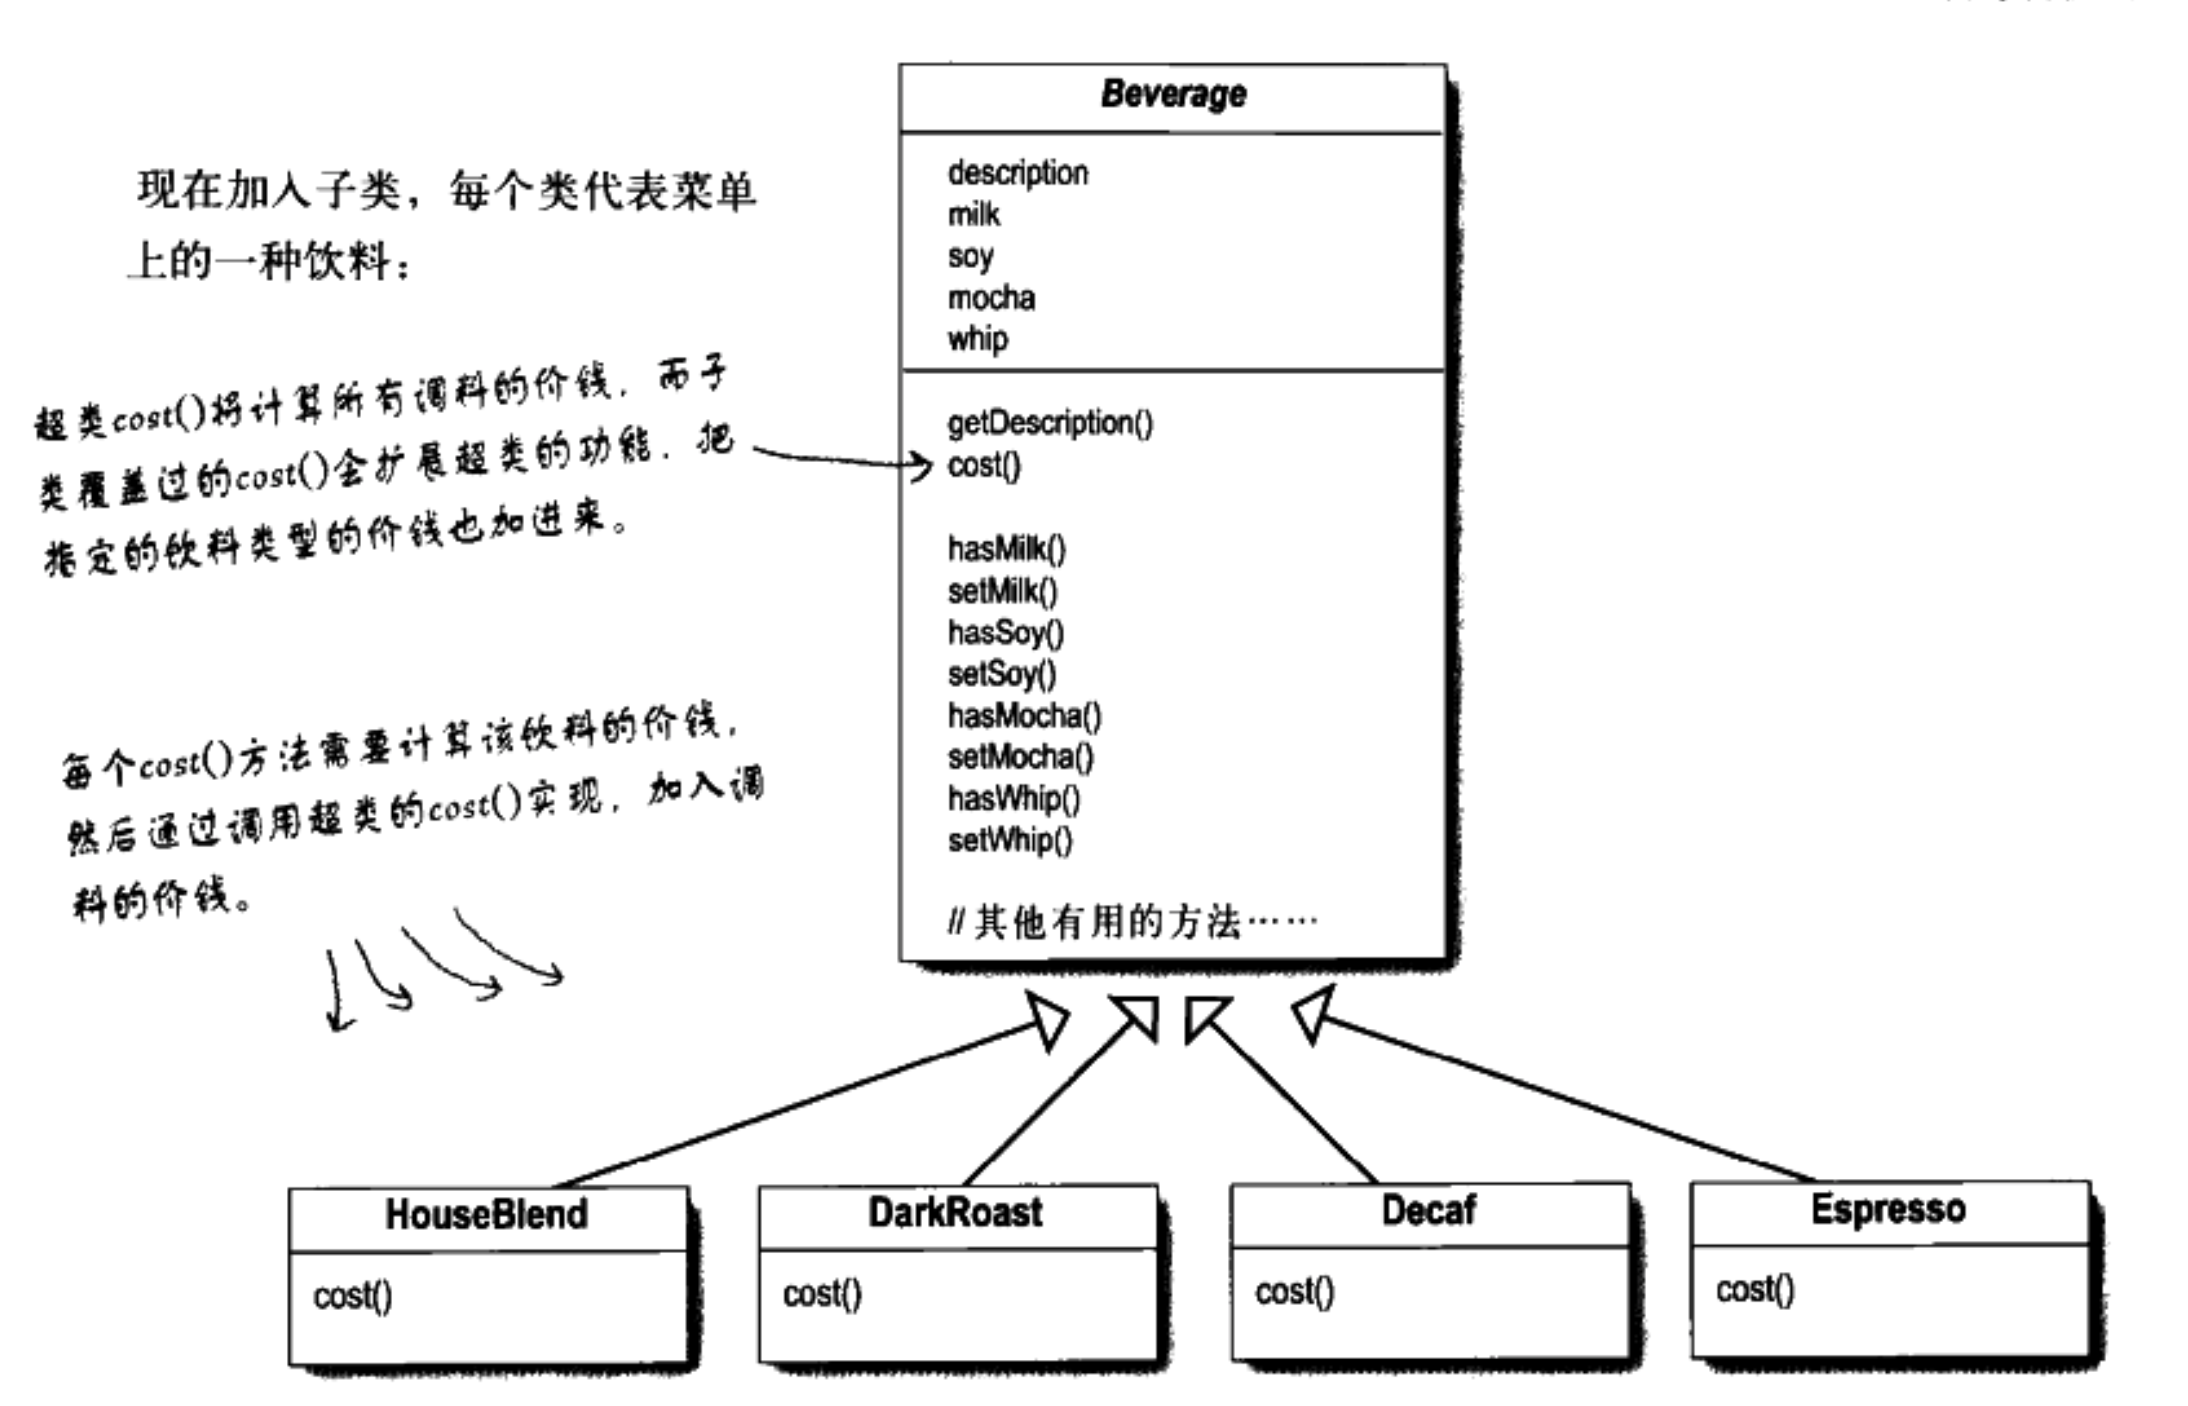 现在加入子类，每个类代表菜单
上的一种饮料：
超类cost()将计算所有调料的价钱，而子
类覆盖过的cost()会扩展超类的功能，把
指定的饮料类型的价钱也加进来。
每个cost()方法需要计算该饮料的价钱，
然后通过调用超类的cost()实现，加入调
料的价钱。
Beverage
description
milk
soy
mocha
whip
getDescription()
cost()
hasMilk()
setMilk()
hasSoy()
setSoy()
hasMocha()
setMocha()
hasWhip()
setWhip()
// 其他有用的方法……
HouseBlend
cost()
DarkRoast
cost()
Decaf
cost()
Espresso
cost()